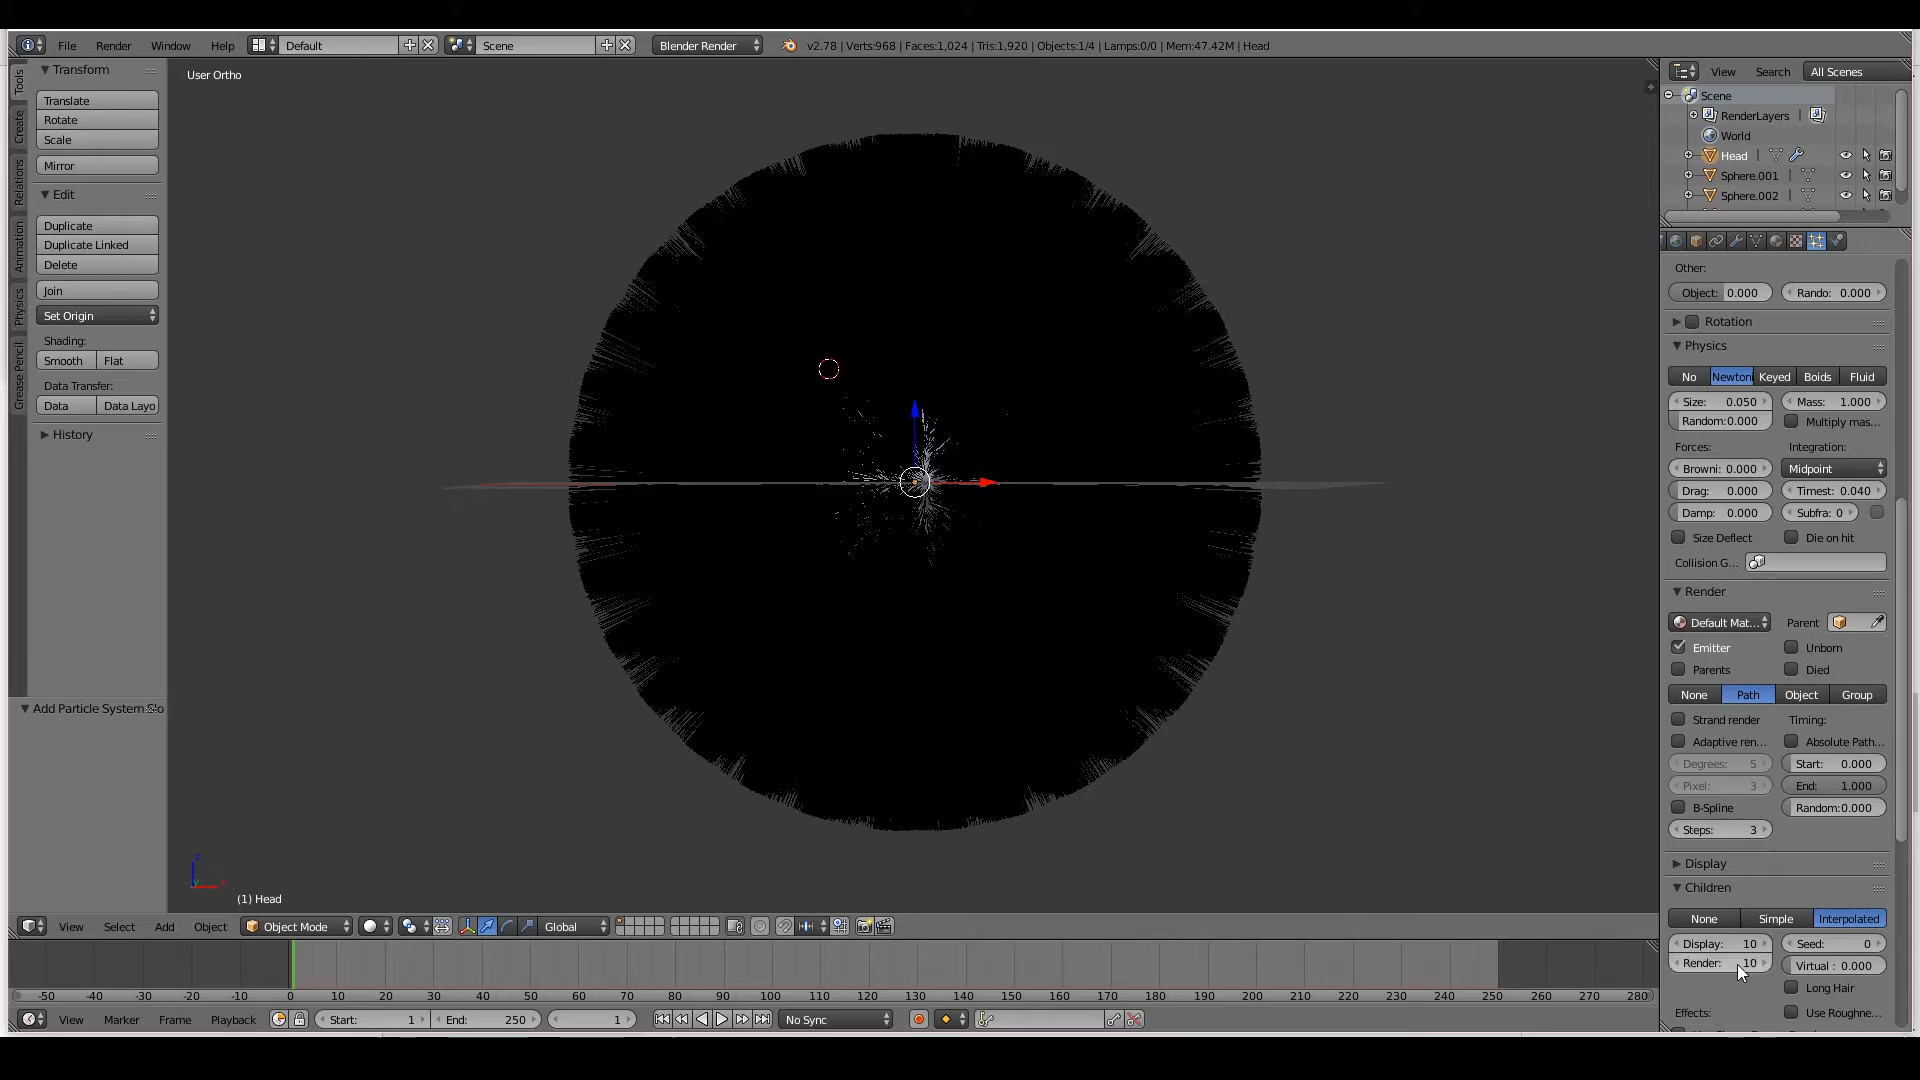 File Render Window Help Default Scene Blender Render v2.78 | Verts:968 | Faces:1,024 | Tris:1,920 | Objects:1/4 | Lamps:0/0 | Mem:47.42M | Head
User Ortho
Tools
Create
Relations
Animation
Physics
Grease Pencil
Transform
Translate
Rotate
Scale
Mirror
Edit
Duplicate
Duplicate Linked
Delete
Join
Set Origin
Shading:
Smooth Flat
Data Transfer:
Data Data Layo
History
Add Particle System Slo
z
x
y
(1) Head
View Select Add Object Object Mode Global
-50 -40 -30 -20 -10 0 10 20 30 40 50 60 70 80 90 100 110 120 130 140 150 160 170 180 190 200 210 220 230 240 250 260 270 280
View Marker Frame Playback Start: 1 End: 250 1 No Sync
View Search All Scenes
Scene
RenderLayers |
World
Head |
Sphere.001 |
Sphere.002 |
Other:
Object: 0.000 Rando: 0.000
Rotation
Physics
No Newtoni Keyed Boids Fluid
Size: 0.050 Mass: 1.000
Random:0.000 Multiply mas...
Forces: Integration:
Browni: 0.000 Midpoint
Drag: 0.000 Timest: 0.040
Damp: 0.000 Subfra: 0
Size Deflect Die on hit
Collision G...
Render
Default Mat... Parent
Emitter Unborn
Parents Died
None Path Object Group
Strand render Timing:
Adaptive ren... Absolute Path...
Degrees: 5 Start: 0.000
Pixel: 3 End: 1.000
B-Spline Random:0.000
Steps: 3
Display
Children
None Simple Interpolated
Display: 10 Seed: 0
Render: 10 Virtual : 0.000
Long Hair
Effects: Use Roughne...